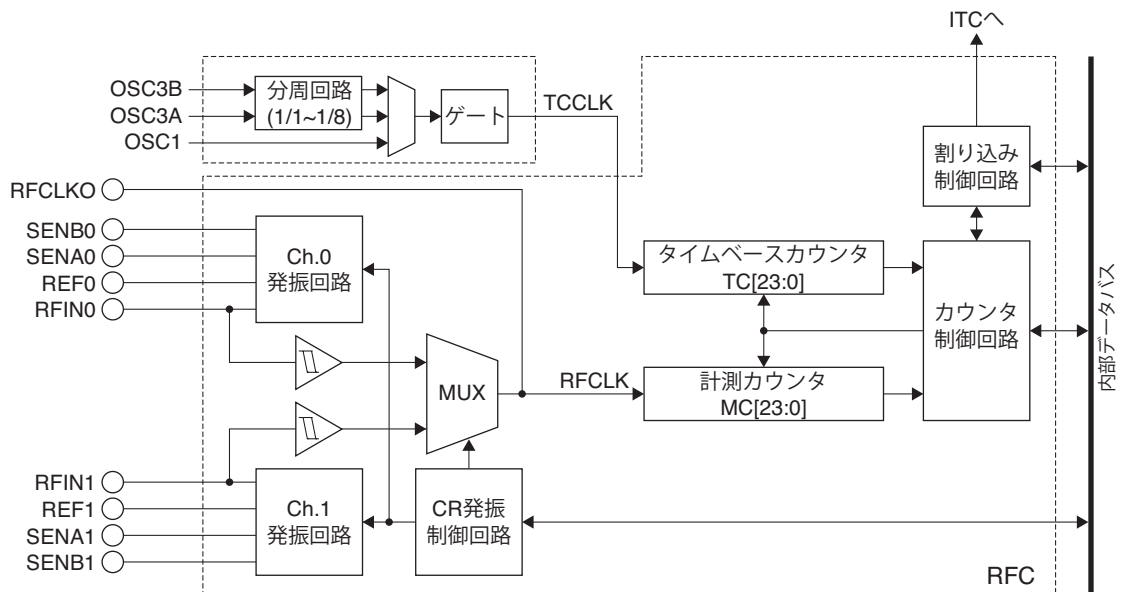 ITCへ
OSC3B
OSC3A
OSC1
分周回路
(1/1~1/8)
ゲート
TCCLK
割り込み
制御回路
RFCLKO
SENB0
SENA0
REF0
RFIN0
Ch.0
発振回路
タイムベースカウンタ
TC[23:0]
カウンタ
制御回路
内部データバス
MUX
RFCLK
計測カウンタ
MC[23:0]
RFIN1
REF1
SENA1
SENB1
Ch.1
発振回路
CR発振
制御回路
RFC